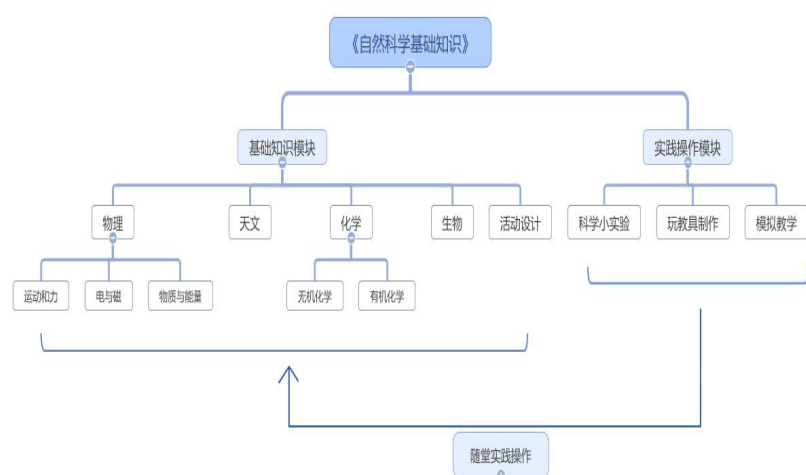 《自然科学基础知识》
基础知识模块
实践操作模块
物理
天文
化学
生物
活动设计
科学小实验
玩教具制作
模拟教学
运动和力
电与磁
物质与能量
无机化学
有机化学
随堂实践操作